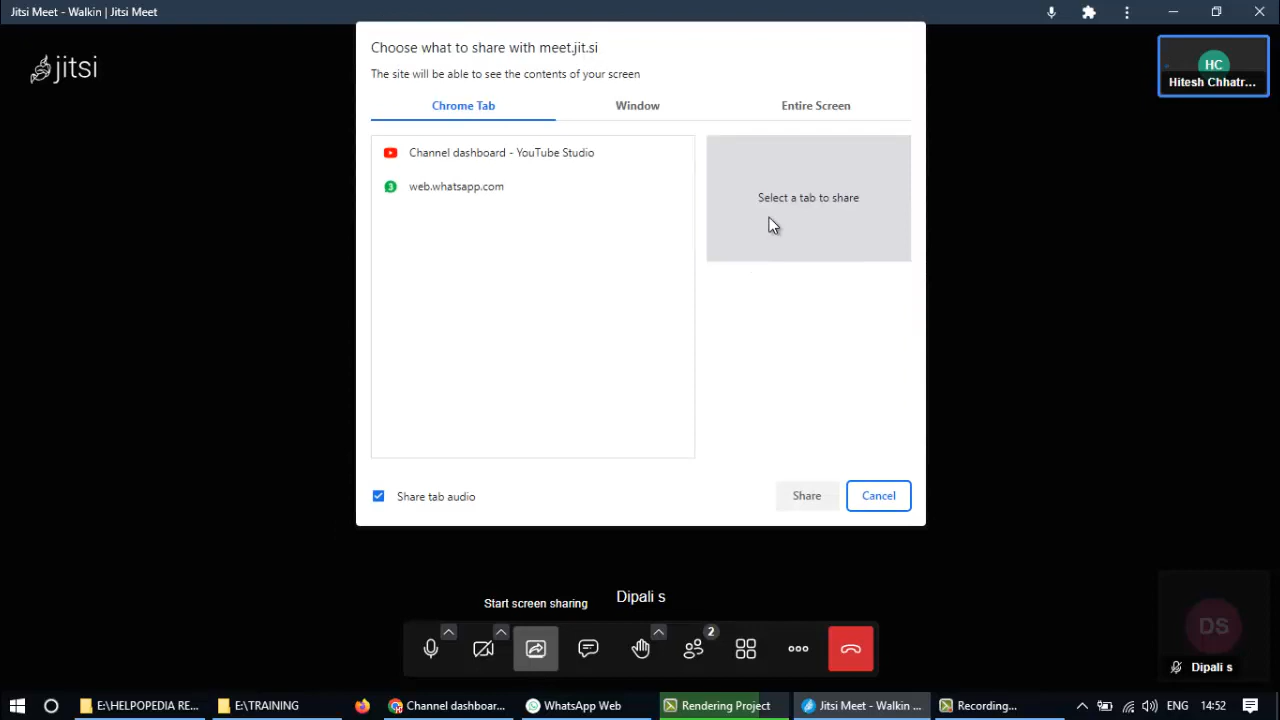 Jitsi Meet - Walkin | Jitsi Meet
jitsi
Choose what to share with meet.jit.si
The site will be able to see the contents of your screen
Chrome Tab
Window
Entire Screen
Channel dashboard - YouTube Studio
3
web.whatsapp.com
Select a tab to share
Share tab audio
Share
Cancel
HC
Hitesh Chhatr...
Dipali s
Start screen sharing
2
DS
Dipali s
E:\HELPOPEDIA RE...
E:\TRAINING
Channel dashboar...
WhatsApp Web
Rendering Project
Jitsi Meet - Walkin ...
Recording...
ENG
14:52